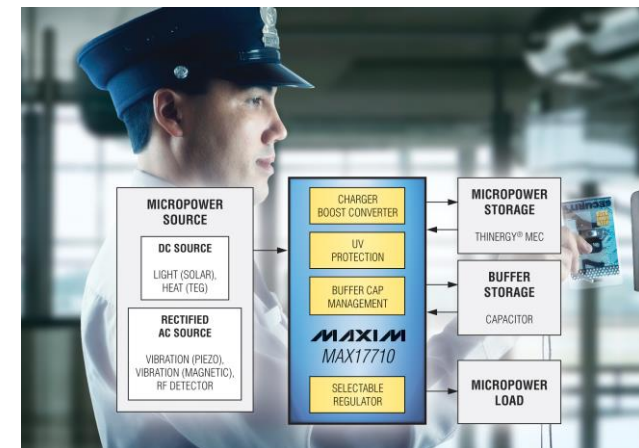 MICROPOWER
SOURCE
DC SOURCE
LIGHT (SOLAR),
HEAT (TEG)
RECTIFIED
AC SOURCE
VIBRATION (PIEZO),
VIBRATION (MAGNETIC),
RF DETECTOR
CHARGER
BOOST CONVERTER
UV
PROTECTION
BUFFER CAP
MANAGEMENT
MAXIM
MAX17710
SELECTABLE
REGULATOR
MICROPOWER
STORAGE
THINERGY® MEC
BUFFER
STORAGE
CAPACITOR
MICROPOWER
LOAD
SECURITY